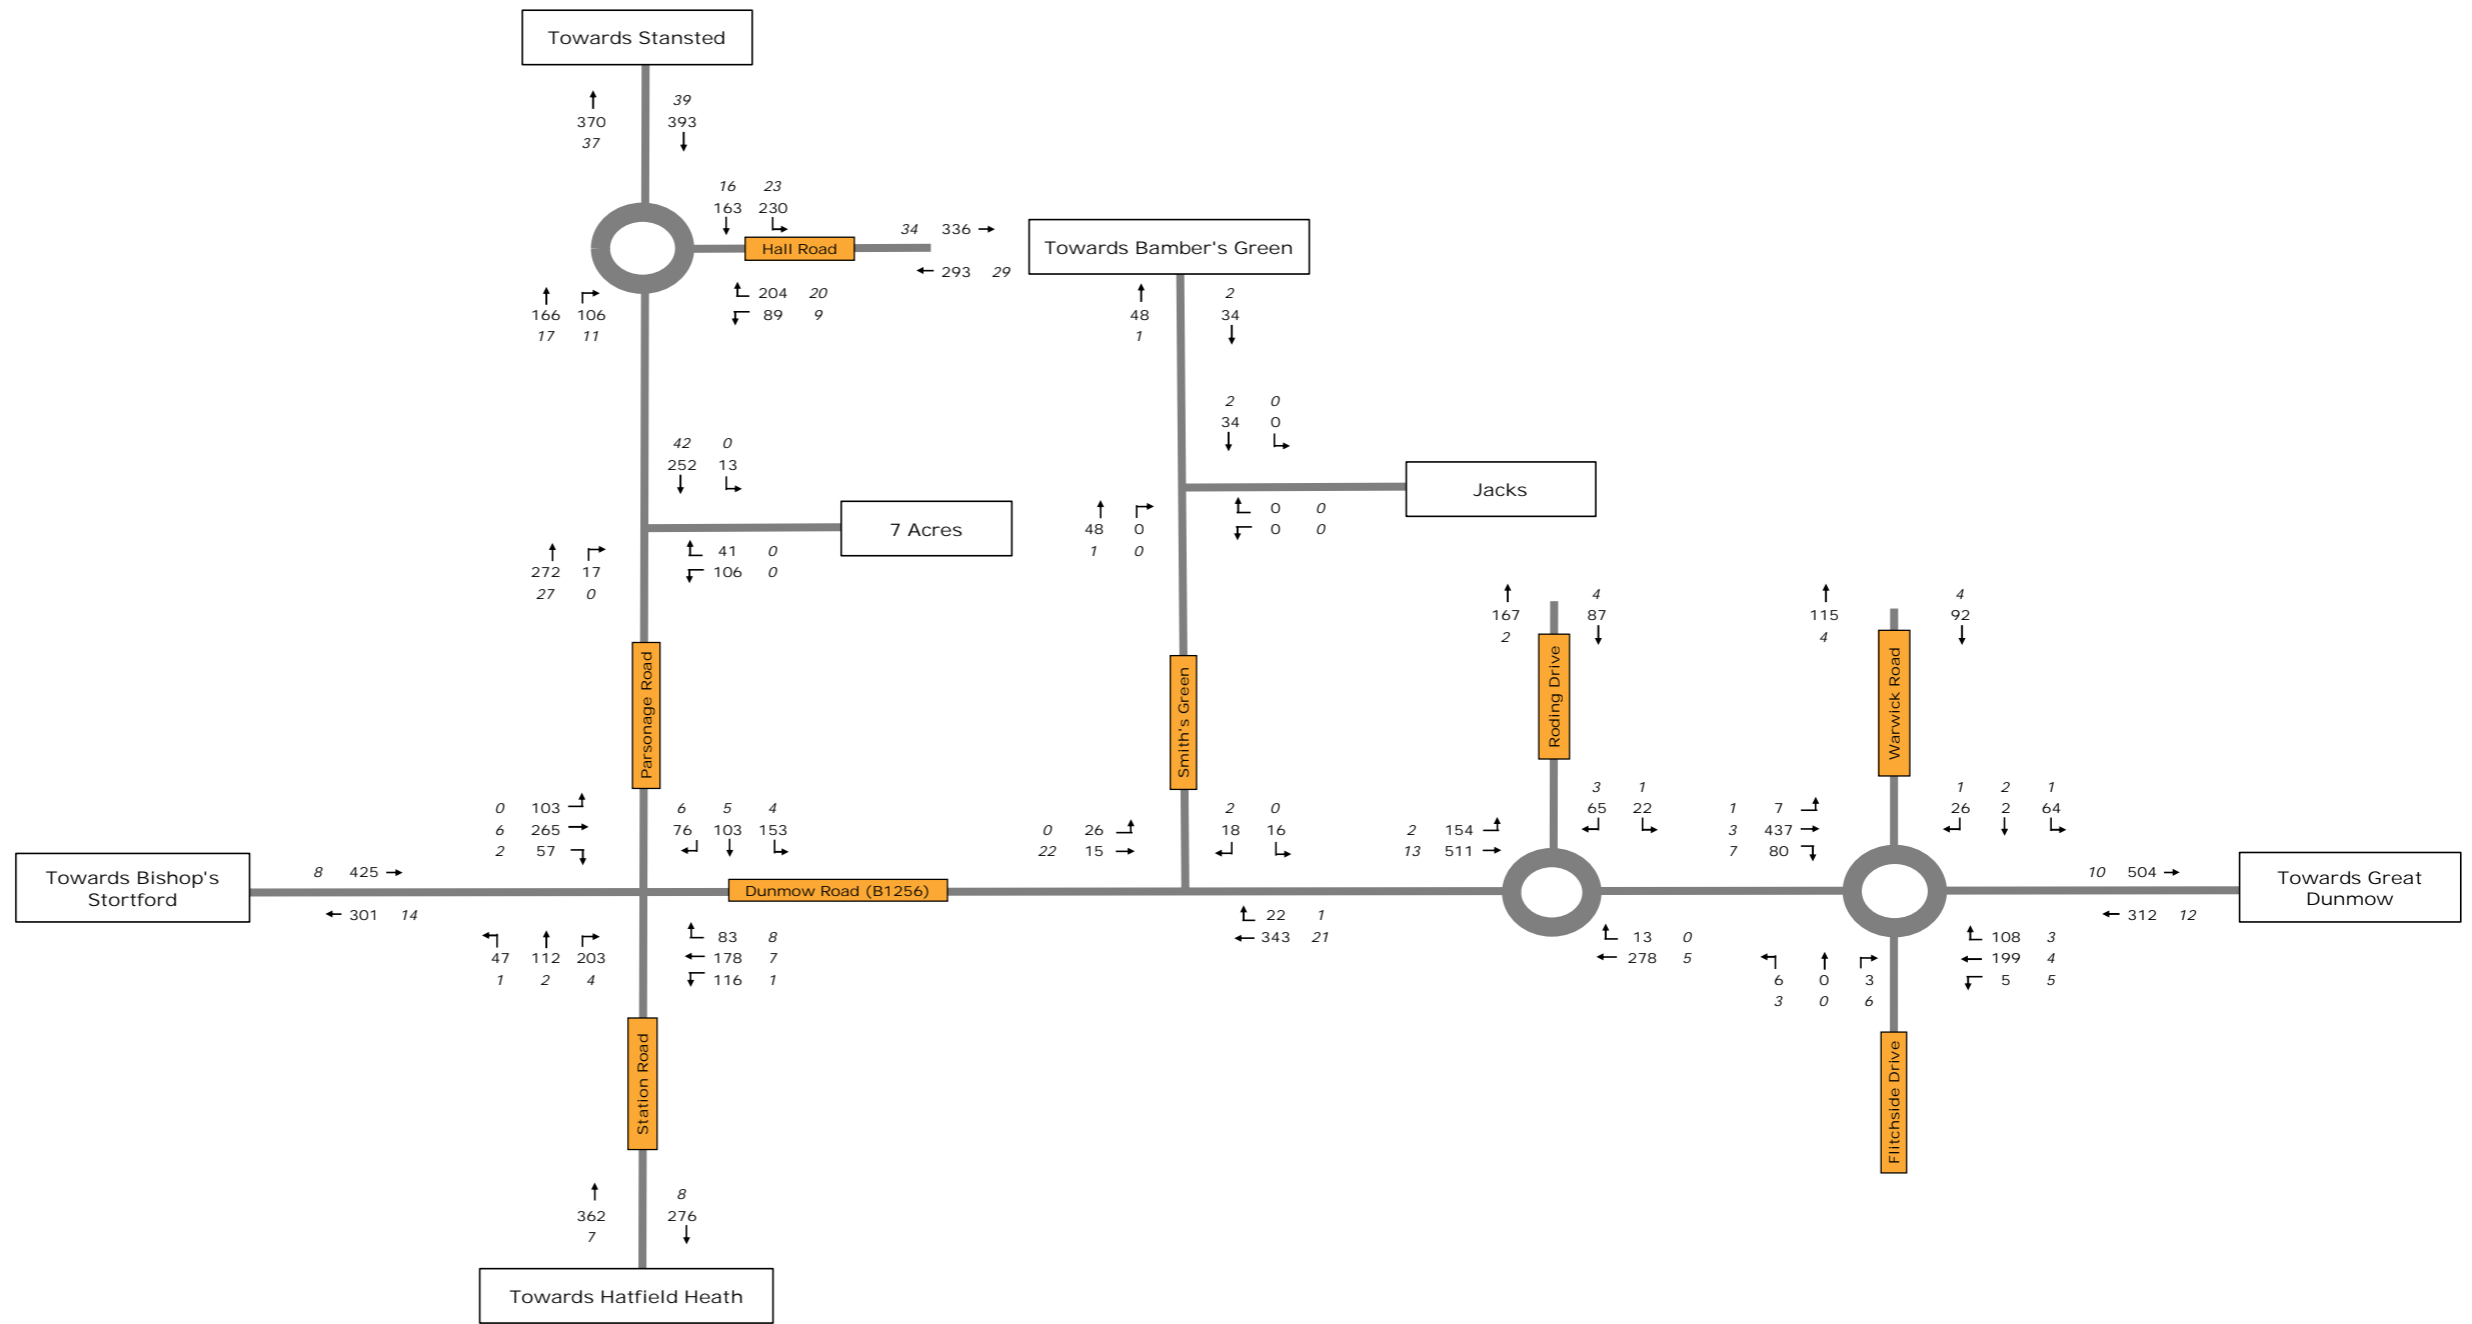 Towards Stansted
39
370 393
37
16 23
163 230
Hall Road
34 336
293 29
204 20
89 9
166 106
17 11
Towards Bamber's Green
2
48 34
1
2 0
34 0
Jacks
0 0
48 0 0 0
1 0
42 0
252 13
7 Acres
41 0
272 17 106 0
27 0
4
167 87
2
4
115 92
4
Parsonage Road
Smith's Green
Roding Drive
Warwick Road
0 103
6 265
2 57
6 5 4
76 103 153
0 26
22 15
2 0
18 16
2 154
13 511
3 1
65 22
1 7
3 437
7 80
1 2 1
26 2 64
Towards Bishop's
Stortford
8 425
301 14
Dunmow Road (B1256)
10 504
312 12
Towards Great
Dunmow
47 112 203
1 2 4
83 8
178 7
116 1
22 1
343 21
13 0
278 5
6 0 3
3 0 6
108 3
199 4
5 5
Station Road
Flitchside Drive
8
362 276
7
Towards Hatfield Heath